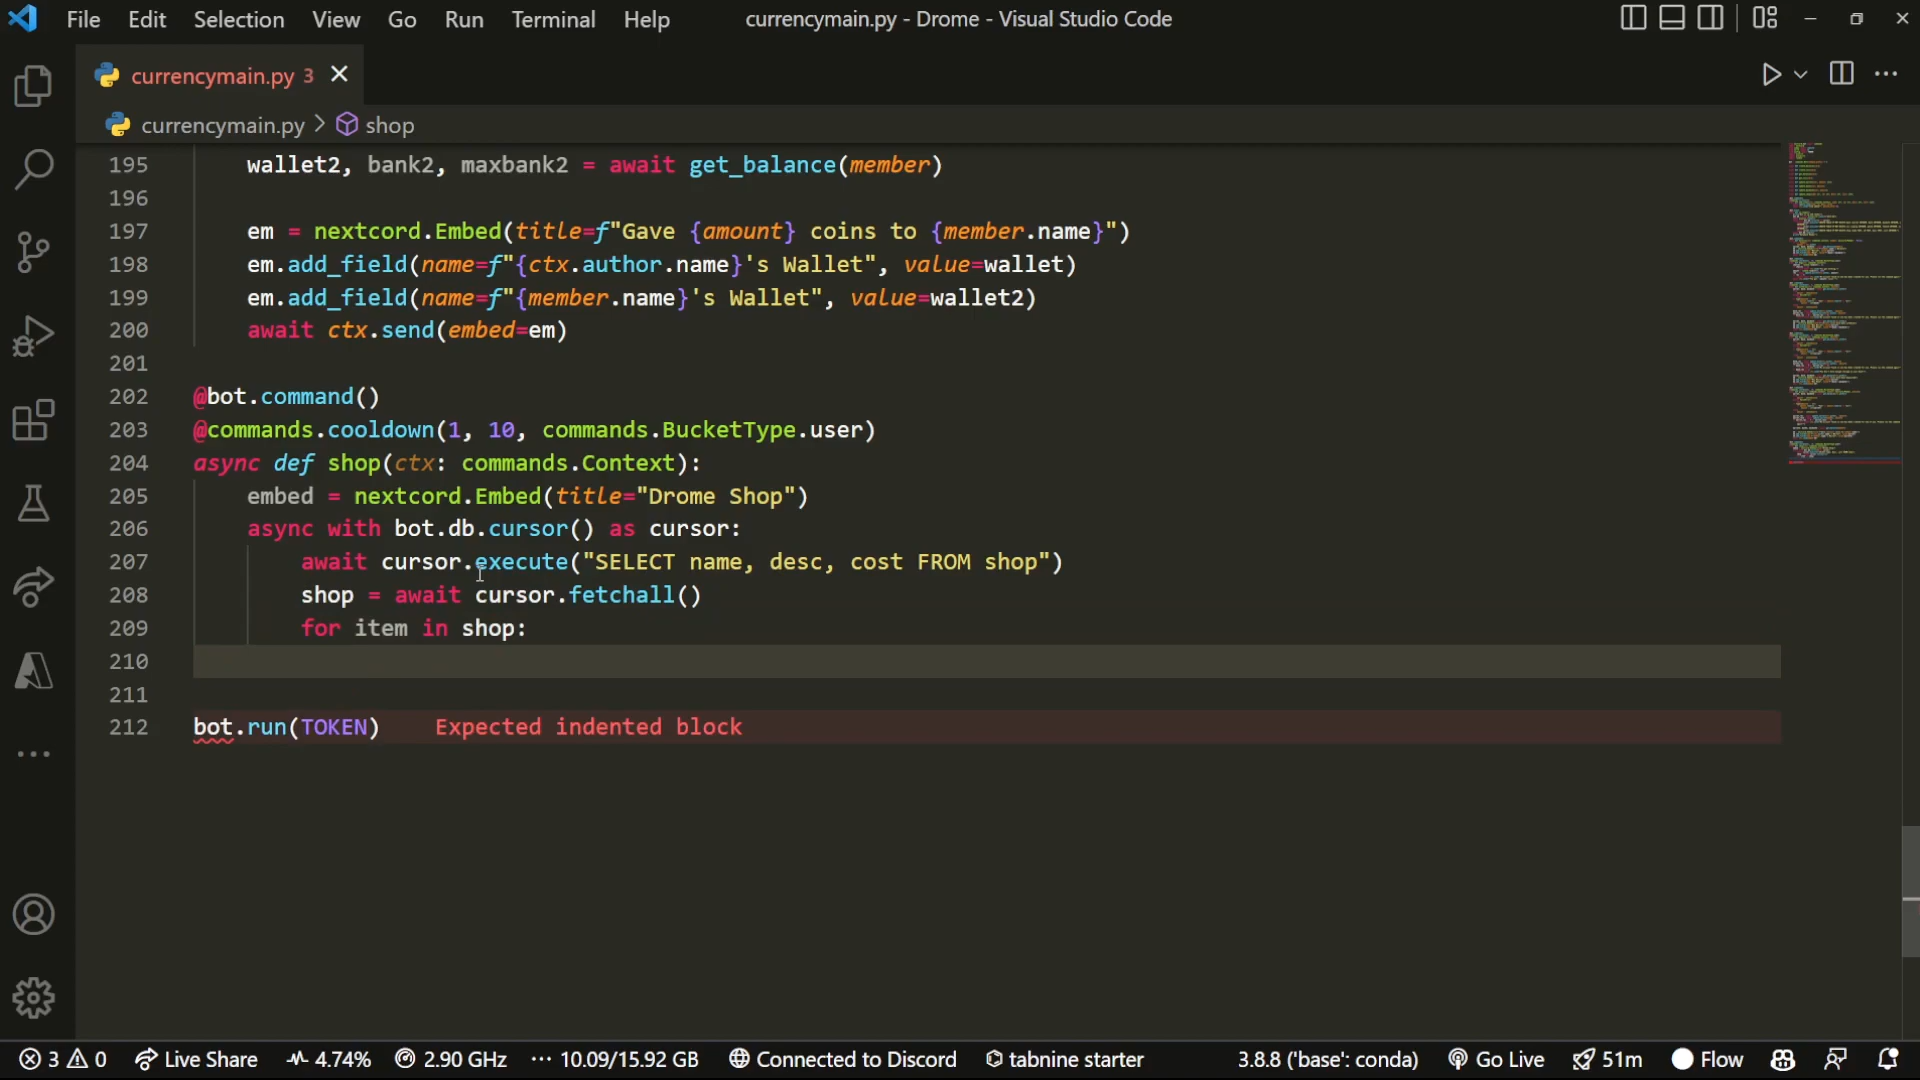 File Edit Selection View Go Run Terminal Help currencymain.py - Drome - Visual Studio Code
currencymain.py 3
currencymain.py > shop
195 wallet2, bank2, maxbank2 = await get_balance(member)
196
197 em = nextcord.Embed(title=f"Gave {amount} coins to {member.name}")
198 em.add_field(name=f"{ctx.author.name}'s Wallet", value=wallet)
199 em.add_field(name=f"{member.name}'s Wallet", value=wallet2)
200 await ctx.send(embed=em)
201
202 @bot.command()
203 @commands.cooldown(1, 10, commands.BucketType.user)
204 async def shop(ctx: commands.Context):
205 embed = nextcord.Embed(title="Drome Shop")
206 async with bot.db.cursor() as cursor:
207 await cursor.execute("SELECT name, desc, cost FROM shop")
208 shop = await cursor.fetchall()
209 for item in shop:
210
211
212 bot.run(TOKEN) Expected indented block
3 0 Live Share 4.74% 2.90 GHz 10.09/15.92 GB Connected to Discord tabnine starter 3.8.8 ('base': conda) Go Live 51m Flow